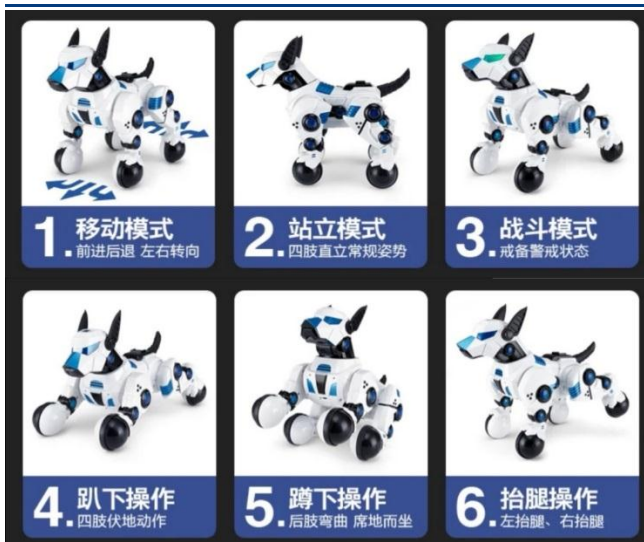 1.移动模式
前进后退 左右转向
2.站立模式
四肢直立常规姿势
3.战斗模式
戒备警戒状态
4.趴下操作
四肢伏地动作
5.蹲下操作
后肢弯曲 席地而坐
6.抬腿操作
左抬腿、右抬腿